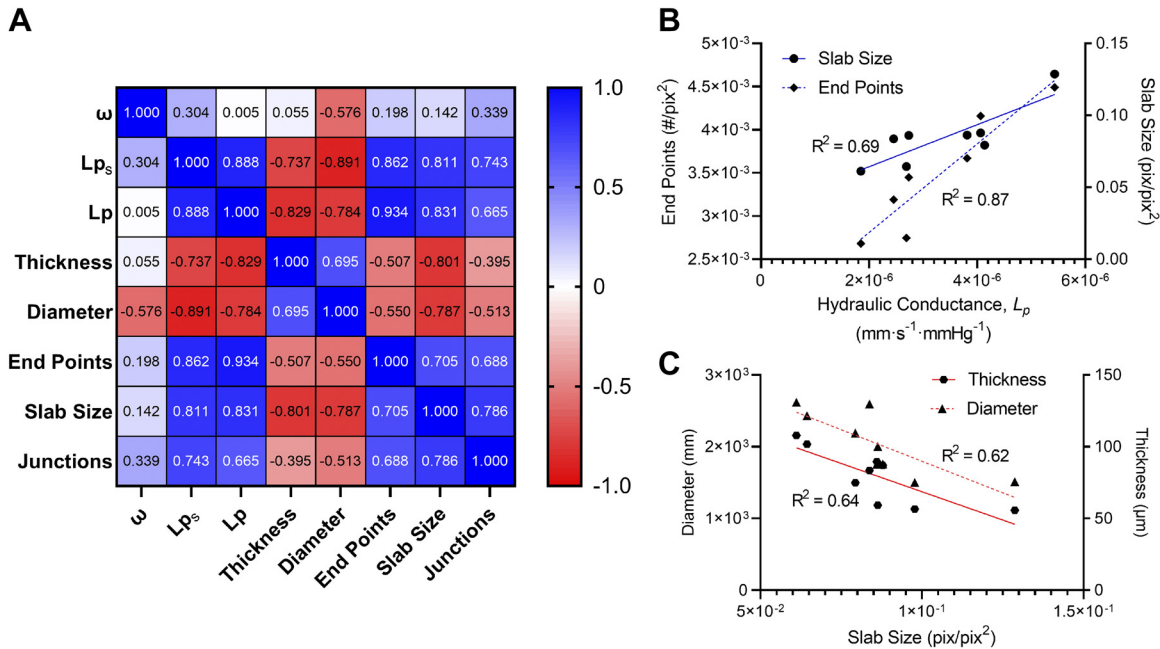 A
ω 1.000 0.304 0.005 0.055 -0.576 0.198 0.142 0.339
Lps 0.304 1.000 0.888 -0.737 -0.891 0.862 0.811 0.743
Lp 0.005 0.888 1.000 -0.829 -0.784 0.934 0.831 0.665
Thickness 0.055 -0.737 -0.829 1.000 0.695 -0.507 -0.801 -0.395
Diameter -0.576 -0.891 -0.784 0.695 1.000 -0.550 -0.787 -0.513
End Points 0.198 0.862 0.934 -0.507 -0.550 1.000 0.705 0.688
Slab Size 0.142 0.811 0.831 -0.801 -0.787 0.705 1.000 0.786
Junctions 0.339 0.743 0.665 -0.395 -0.513 0.688 0.786 1.000
ω Lps Lp Thickness Diameter End Points Slab Size Junctions
1.0
0.5
0
-0.5
-1.0
B
End Points (#/pix²)
5×10⁻³
4×10⁻³
3.5×10⁻³
3×10⁻³
2.5×10⁻³
Slab Size
End Points
R² = 0.69
R² = 0.87
0.15
0.10
0.05
0.00
Slab Size (pix/pix²)
0 2×10⁻⁶ 4×10⁻⁶ 6×10⁻⁶
Hydraulic Conductance, Lp
(mm·s⁻¹·mmHg⁻¹)
C
Diameter (mm)
3×10³
2×10³
1×10³
0
Thickness
Diameter
R² = 0.62
R² = 0.64
150
100
50
0
Thickness (μm)
5×10⁻² 1×10⁻¹ 1.5×10⁻¹
Slab Size (pix/pix²)